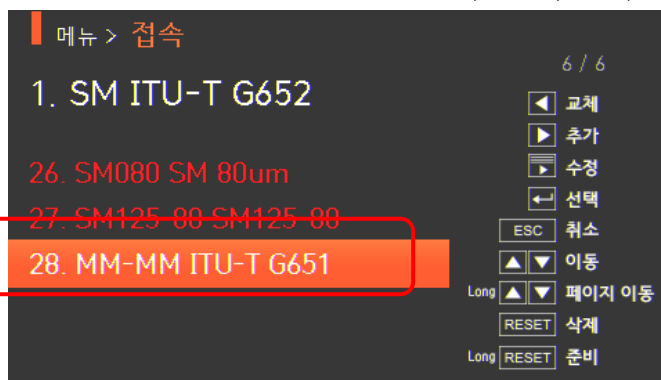 메뉴 > 접속
6 / 6
1. SM ITU-T G652
26. SM080 SM 80um
27. SM125-80 SM125-80
28. MM-MM ITU-T G651
교체
추가
수정
선택
ESC 취소
이동
Long 페이지 이동
RESET 삭제
Long RESET 준비